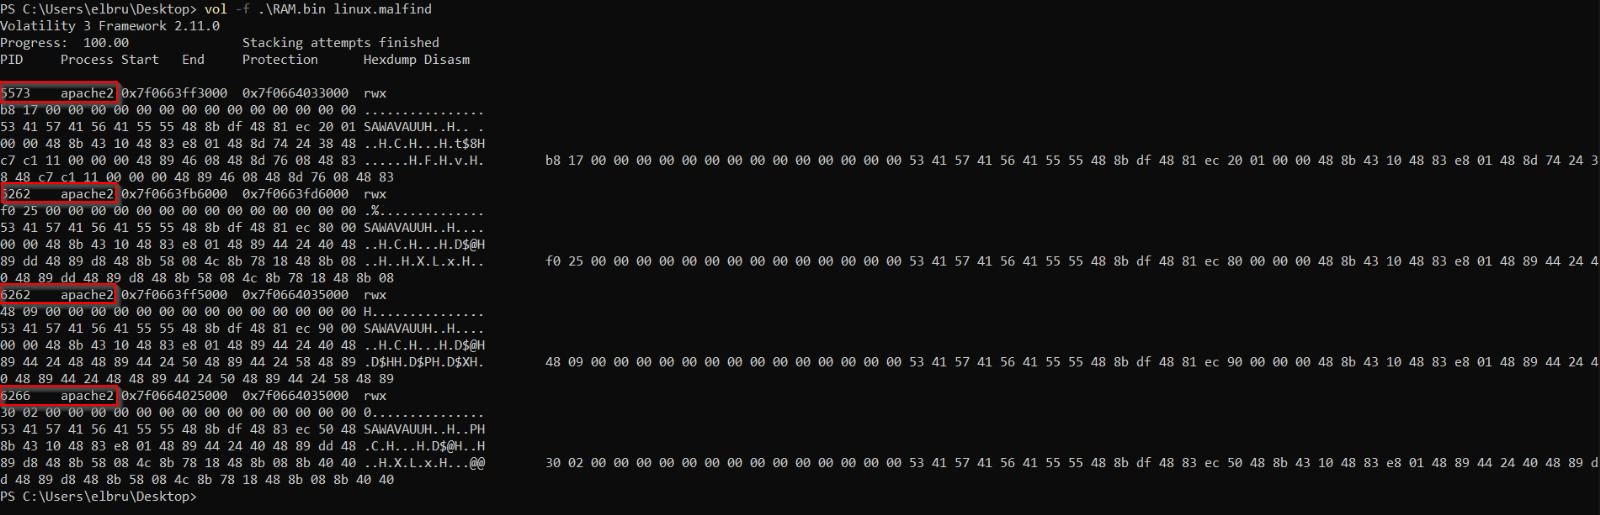 PS C:\Users\elbru\Desktop> vol -f .\RAM.bin linux.malfind
Volatility 3 Framework 2.11.0
Progress:  100.00               Stacking attempts finished
PID     Process Start   End     Protection      Hexdump Disasm
5573    apache2 0x7f0663ff3000  0x7f0664033000  rwx
b8 17 00 00 00 00 00 00 00 00 00 00 00 00 00 00 ................
53 41 57 41 56 41 55 55 48 8b df 48 81 ec 20 01 SAWAVAUUH..H.. .
00 00 48 8b 43 10 48 83 e8 01 48 8d 74 24 38 48 ..H.C.H...H.t$8H
c7 c1 11 00 00 00 48 89 46 08 48 8d 76 08 48 83 ......H.F.H.v.H.        b8 17 00 00 00 00 00 00 00 00 00 00 00 00 00 00 53 41 57 41 56 41 55 55 48 8b df 48 81 ec 20 01 00 00 48 8b 43 10 48 83 e8 01 48 8d 74 24 3
8 48 c7 c1 11 00 00 00 48 89 46 08 48 8d 76 08 48 83
6262    apache2 0x7f0663fb6000  0x7f0663fd6000  rwx
f0 25 00 00 00 00 00 00 00 00 00 00 00 00 00 00 .%..............
53 41 57 41 56 41 55 55 48 8b df 48 81 ec 80 00 SAWAVAUUH..H....
00 00 48 8b 43 10 48 83 e8 01 48 89 44 24 40 48 ..H.C.H...H.D$@H
89 dd 48 89 d8 48 8b 58 08 4c 8b 78 18 48 8b 08 ..H..H.X.L.x.H..        f0 25 00 00 00 00 00 00 00 00 00 00 00 00 00 00 53 41 57 41 56 41 55 55 48 8b df 48 81 ec 80 00 00 00 48 8b 43 10 48 83 e8 01 48 89 44 24 4
0 48 89 dd 48 89 d8 48 8b 58 08 4c 8b 78 18 48 8b 08
6262    apache2 0x7f0663ff5000  0x7f0664035000  rwx
48 09 00 00 00 00 00 00 00 00 00 00 00 00 00 00 H...............
53 41 57 41 56 41 55 55 48 8b df 48 81 ec 90 00 SAWAVAUUH..H....
00 00 48 8b 43 10 48 83 e8 01 48 89 44 24 40 48 ..H.C.H...H.D$@H
89 44 24 48 48 89 44 24 50 48 89 44 24 58 48 89 .D$HH.D$PH.D$XH.        48 09 00 00 00 00 00 00 00 00 00 00 00 00 00 00 53 41 57 41 56 41 55 55 48 8b df 48 81 ec 90 00 00 00 48 8b 43 10 48 83 e8 01 48 89 44 24 4
0 48 89 44 24 48 48 89 44 24 50 48 89 44 24 58 48 89
6266    apache2 0x7f0664025000  0x7f0664035000  rwx
30 02 00 00 00 00 00 00 00 00 00 00 00 00 00 00 0...............
53 41 57 41 56 41 55 55 48 8b df 48 83 ec 50 48 SAWAVAUUH..H..PH
8b 43 10 48 83 e8 01 48 89 44 24 40 48 89 dd 48 .C.H...H.D$@H..H
89 d8 48 8b 58 08 4c 8b 78 18 48 8b 08 8b 40 40 ..H.X.L.x.H...@@        30 02 00 00 00 00 00 00 00 00 00 00 00 00 00 00 53 41 57 41 56 41 55 55 48 8b df 48 83 ec 50 48 8b 43 10 48 83 e8 01 48 89 44 24 40 48 89 d
d 48 89 d8 48 8b 58 08 4c 8b 78 18 48 8b 08 8b 40 40
PS C:\Users\elbru\Desktop>